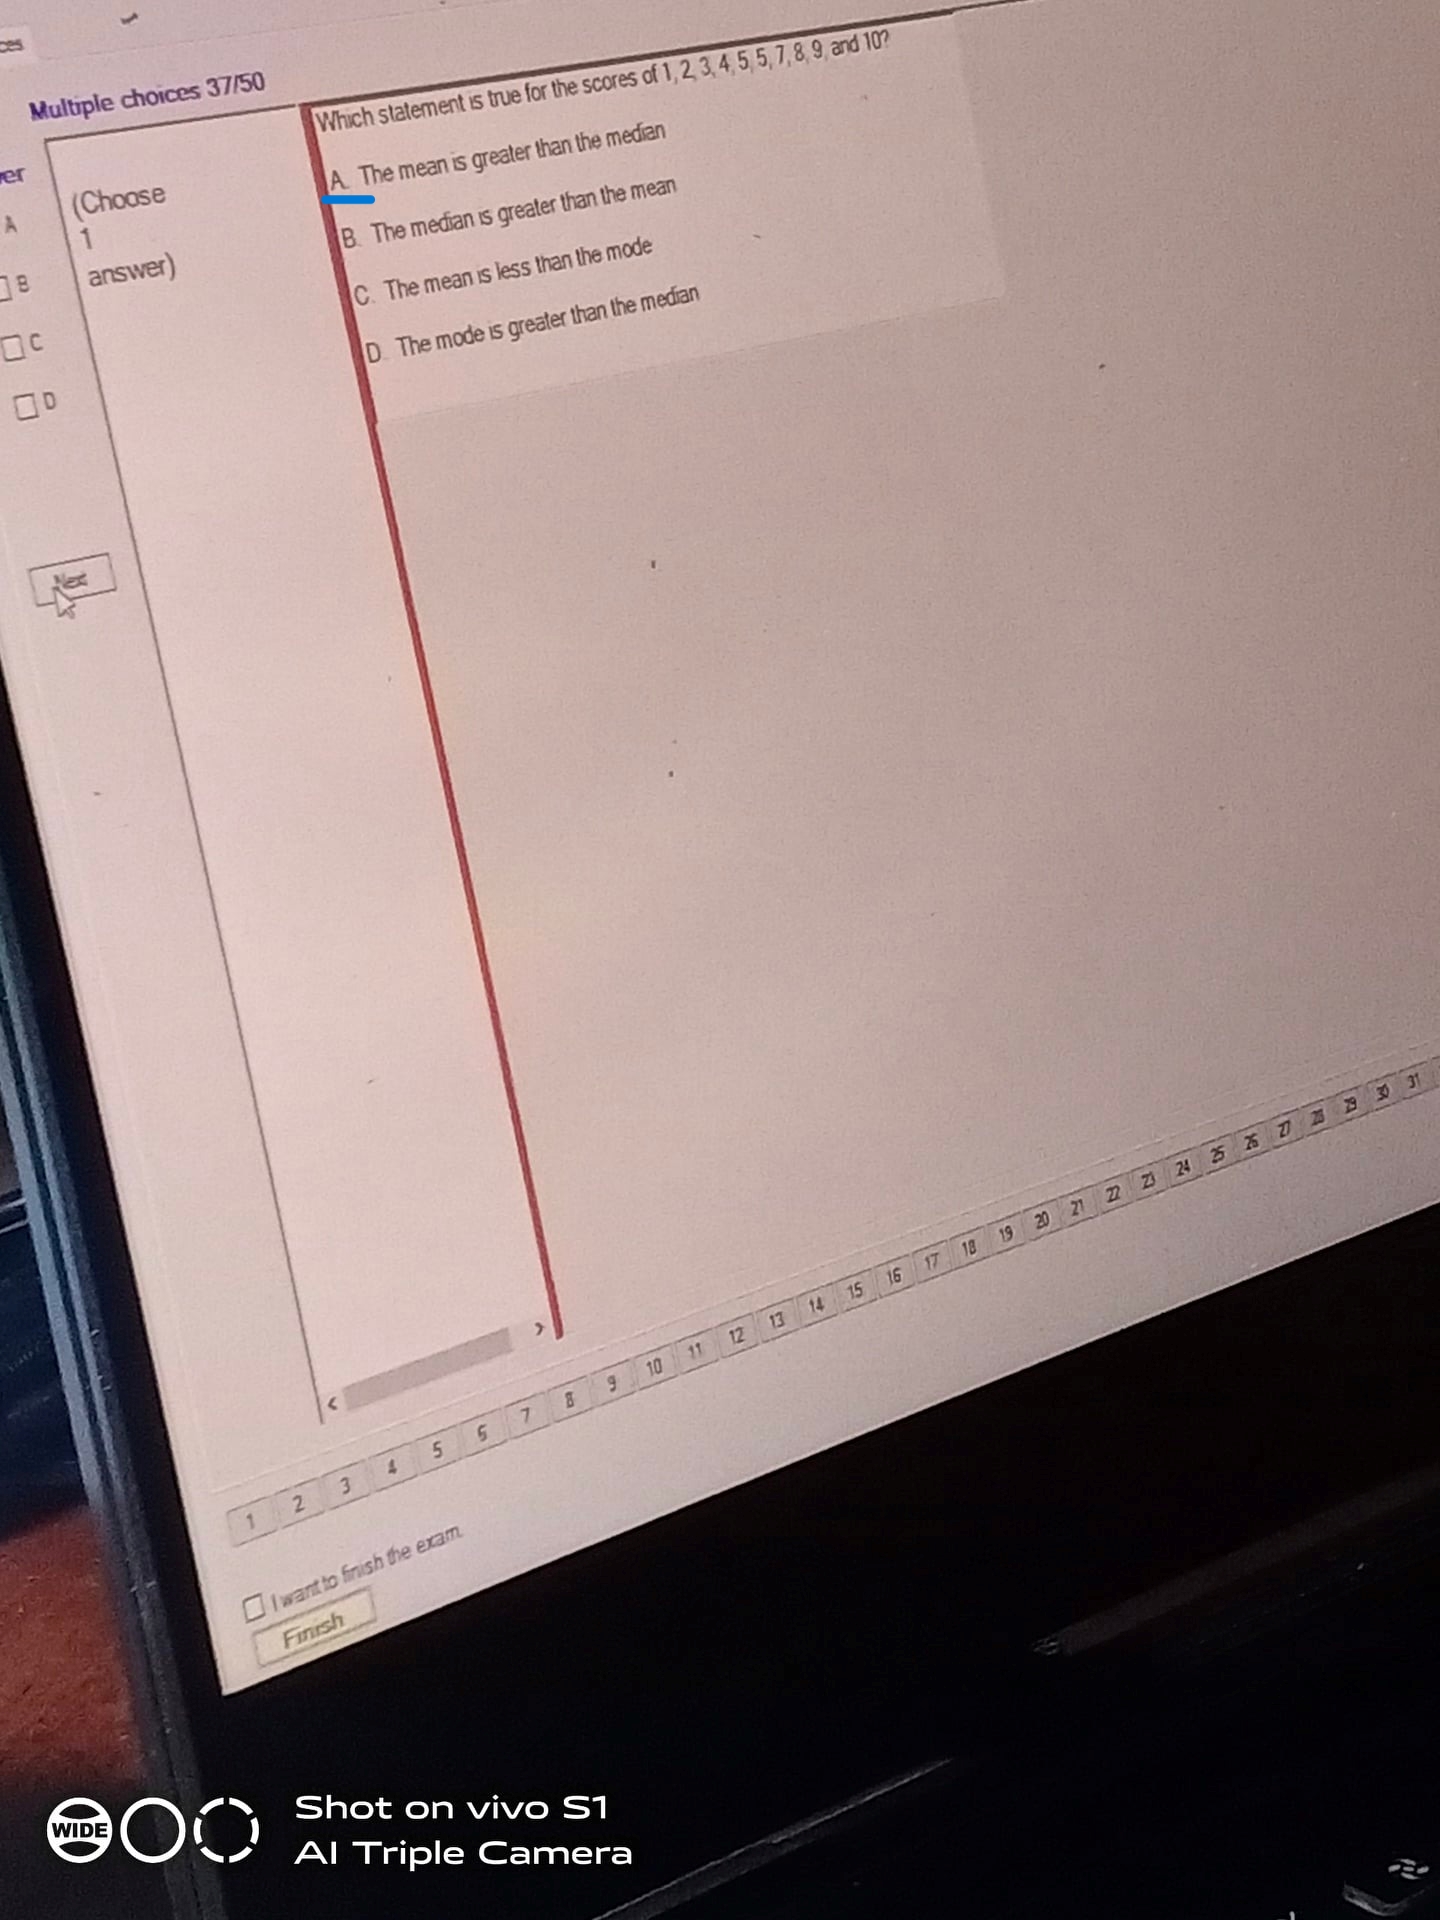 ces
Multiple choices 37/50
er
A
B
C
D
(Choose
1
answer)
Which statement is true for the scores of 1, 2, 3, 4, 5, 5, 7, 8, 9, and 10?
A. The mean is greater than the median
B. The median is greater than the mean
C. The mean is less than the mode
D. The mode is greater than the median
Next
1 2 3 4 5 6 7 8 9 10 11 12 13 14 15 16 17 18 19 20 21 22 23 24 25 26 27 28 29 30 31
I want to finish the exam.
Finish
WIDE
Shot on vivo S1
AI Triple Camera